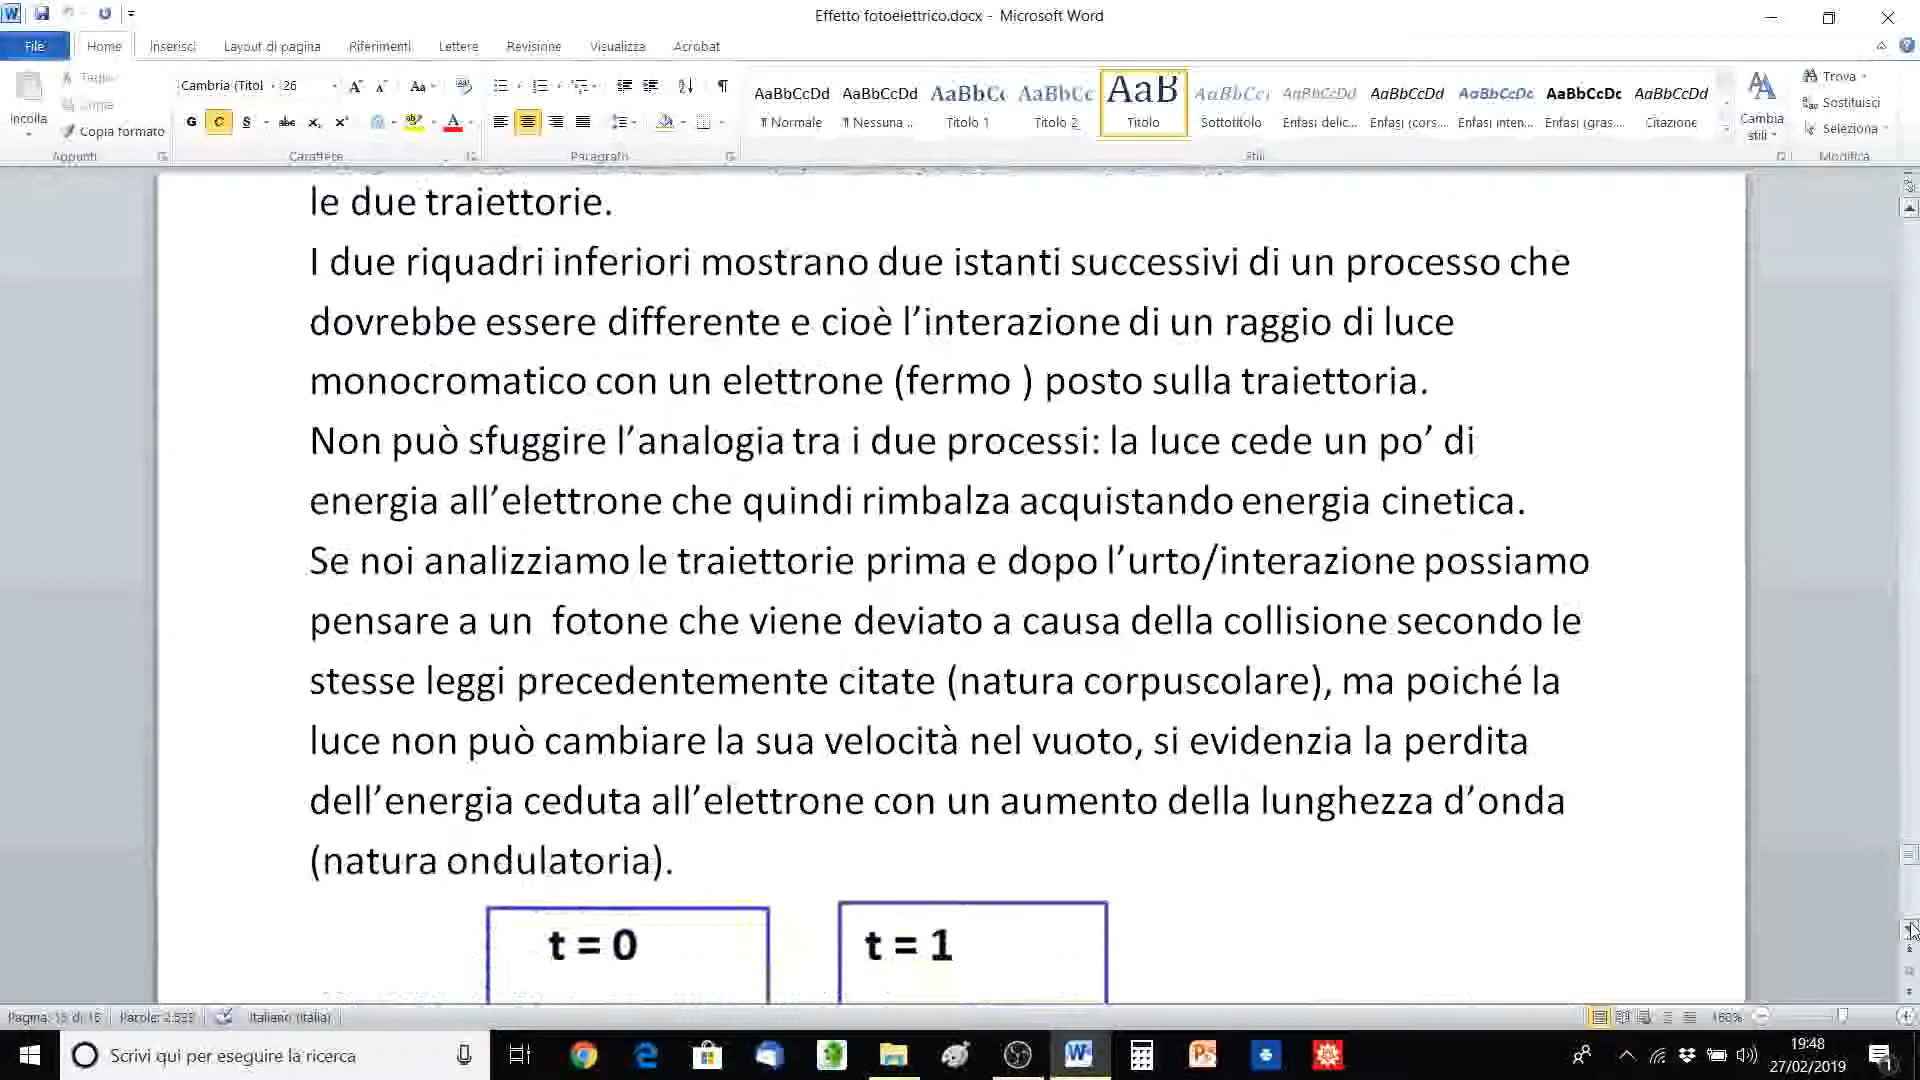 Effetto fotoelettrico.docx - Microsoft Word
File Home Inserisci Layout di pagina Riferimenti Lettere Revisione Visualizza Acrobat
Incolla
Taglia
Copia
Copia formato
Appunti
Cambria (Titol 26
G C S abc
Carattere
Paragrafo
AaBbCcDd AaBbCcDd AaBbCc AaBbCc AaB AaBbCc AaBbCcDd AaBbCcDd AaBbCcDc AaBbCcDc AaBbCcDd
¶ Normale ¶ Nessuna ... Titolo 1 Titolo 2 Titolo Sottotitolo Enfasi delic... Enfasi (cors... Enfasi inten... Enfasi (gras... Citazione
Stili
Cambia stili
Trova
Sostituisci
Seleziona
Modifica
le due traiettorie.
I due riquadri inferiori mostrano due istanti successivi di un processo che
dovrebbe essere differente e cioè l’interazione di un raggio di luce
monocromatico con un elettrone (fermo ) posto sulla traiettoria.
Non può sfuggire l’analogia tra i due processi: la luce cede un po’ di
energia all’elettrone che quindi rimbalza acquistando energia cinetica.
Se noi analizziamo le traiettorie prima e dopo l’urto/interazione possiamo
pensare a un  fotone che viene deviato a causa della collisione secondo le
stesse leggi precedentemente citate (natura corpuscolare), ma poiché la
luce non può cambiare la sua velocità nel vuoto, si evidenzia la perdita
dell’energia ceduta all’elettrone con un aumento della lunghezza d’onda
(natura ondulatoria).
t = 0
t = 1
Italiano (Italia)
Scrivi qui per eseguire la ricerca
19:48
27/02/2019